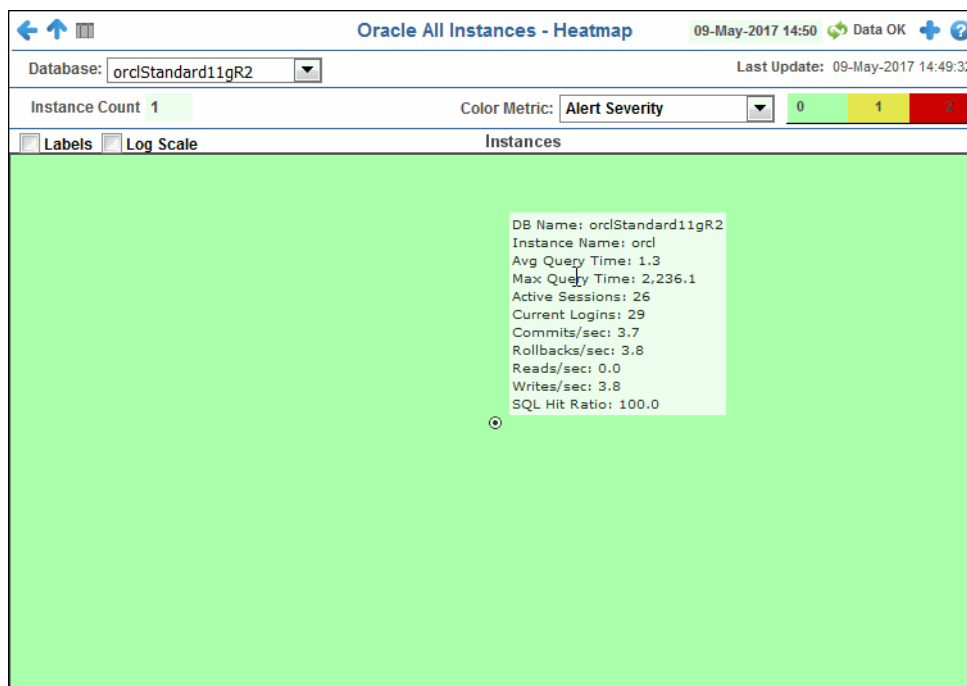 Oracle All Instances - Heatmap 09-May-2017 14:50 Data OK
Database: orclStandard11gR2 Last Update: 09-May-2017 14:49:32
Instance Count 1 Color Metric: Alert Severity 0 1 2
Labels Log Scale Instances
DB Name: orclStandard11gR2
Instance Name: orcl
Avg Query Time: 1.3
Max Query Time: 2,236.1
Active Sessions: 26
Current Logins: 29
Commits/sec: 3.7
Rollbacks/sec: 3.8
Reads/sec: 0.0
Writes/sec: 3.8
SQL Hit Ratio: 100.0